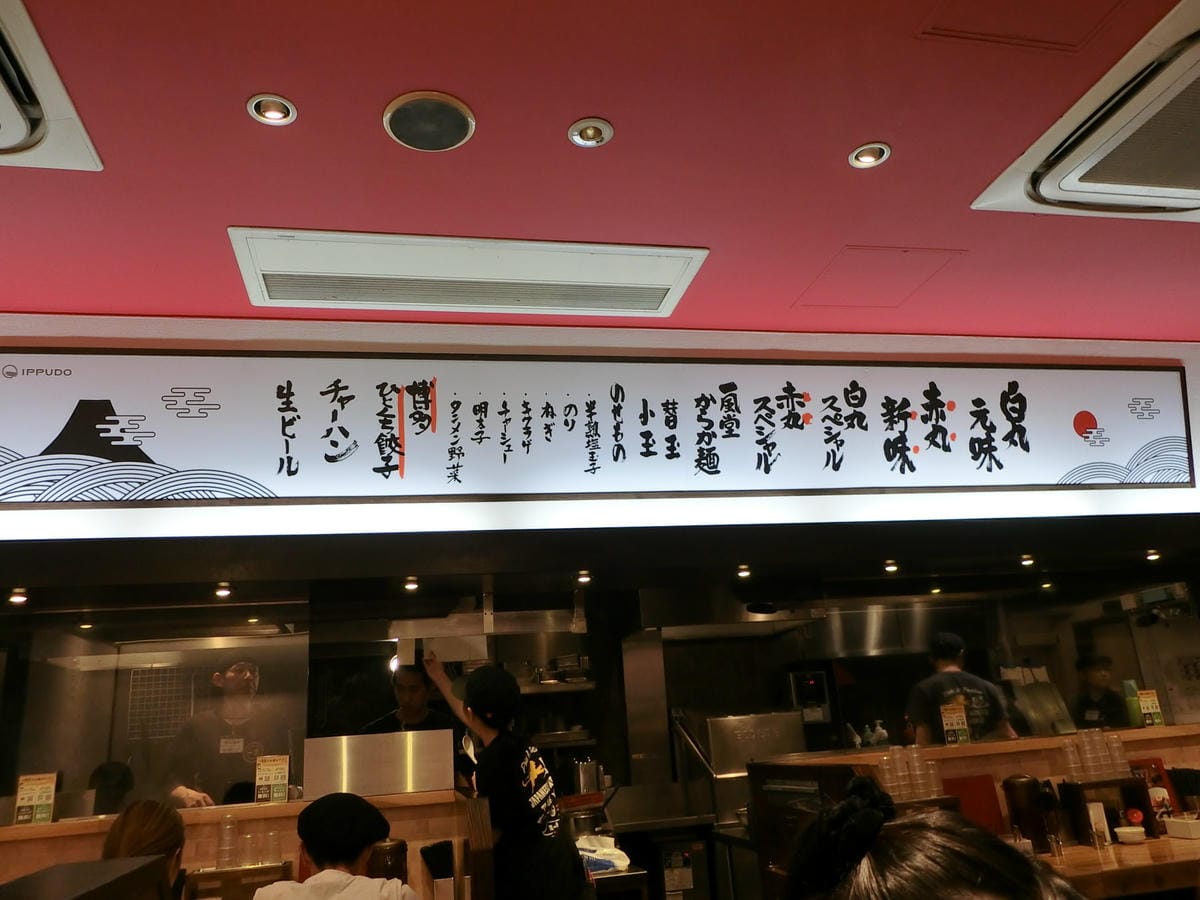 白丸
元味
赤丸
新味
白丸
スペシャル
赤丸
スペシャル
一風堂
からか麺
替玉
小玉
のせもの
・半熟塩玉子
・のり
・ねぎ
・キクラゲ
・チャーシュー
・明太子
・タンメン野菜
博多
ひとくち餃子
チャーハン
生ビール
IPPUDO